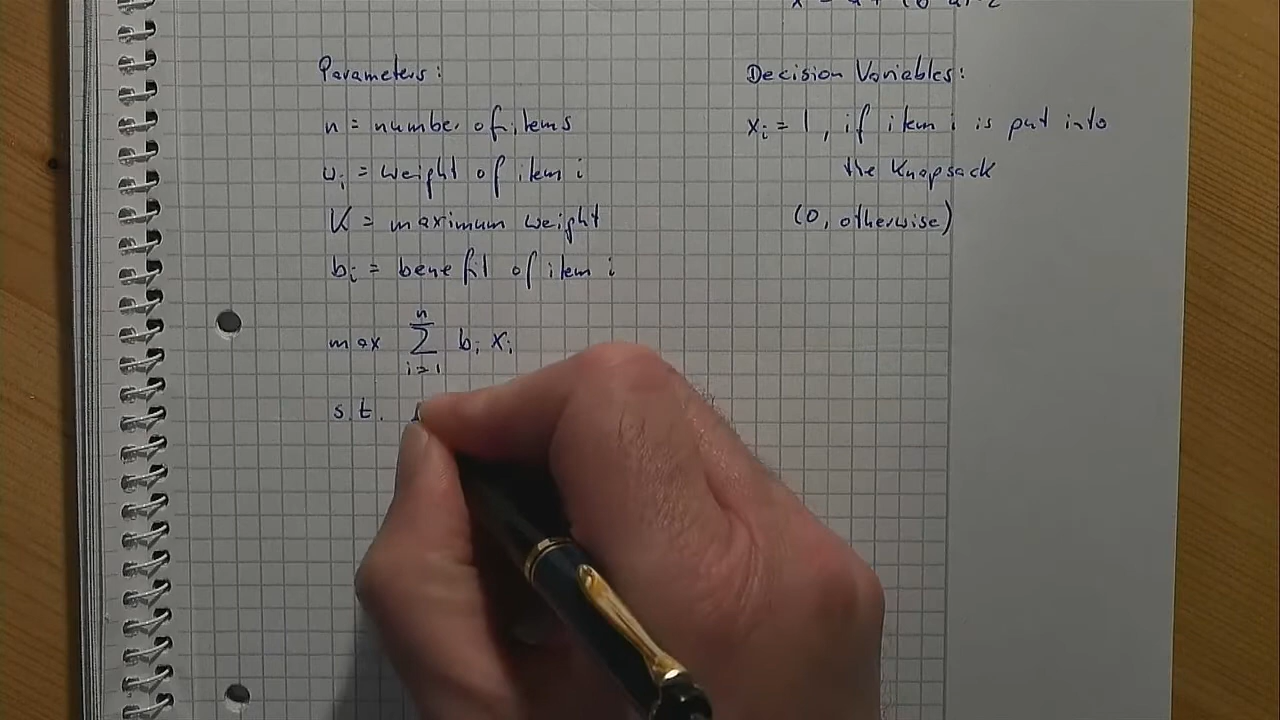 Parameters:
n = number of items
wi = weight of item i
K = maximum weight
bi = benefit of item i
max n∑i=1 bi xi
s.t.
Decision Variables:
xi = 1, if item i is put into
the Knapsack
(0, otherwise)